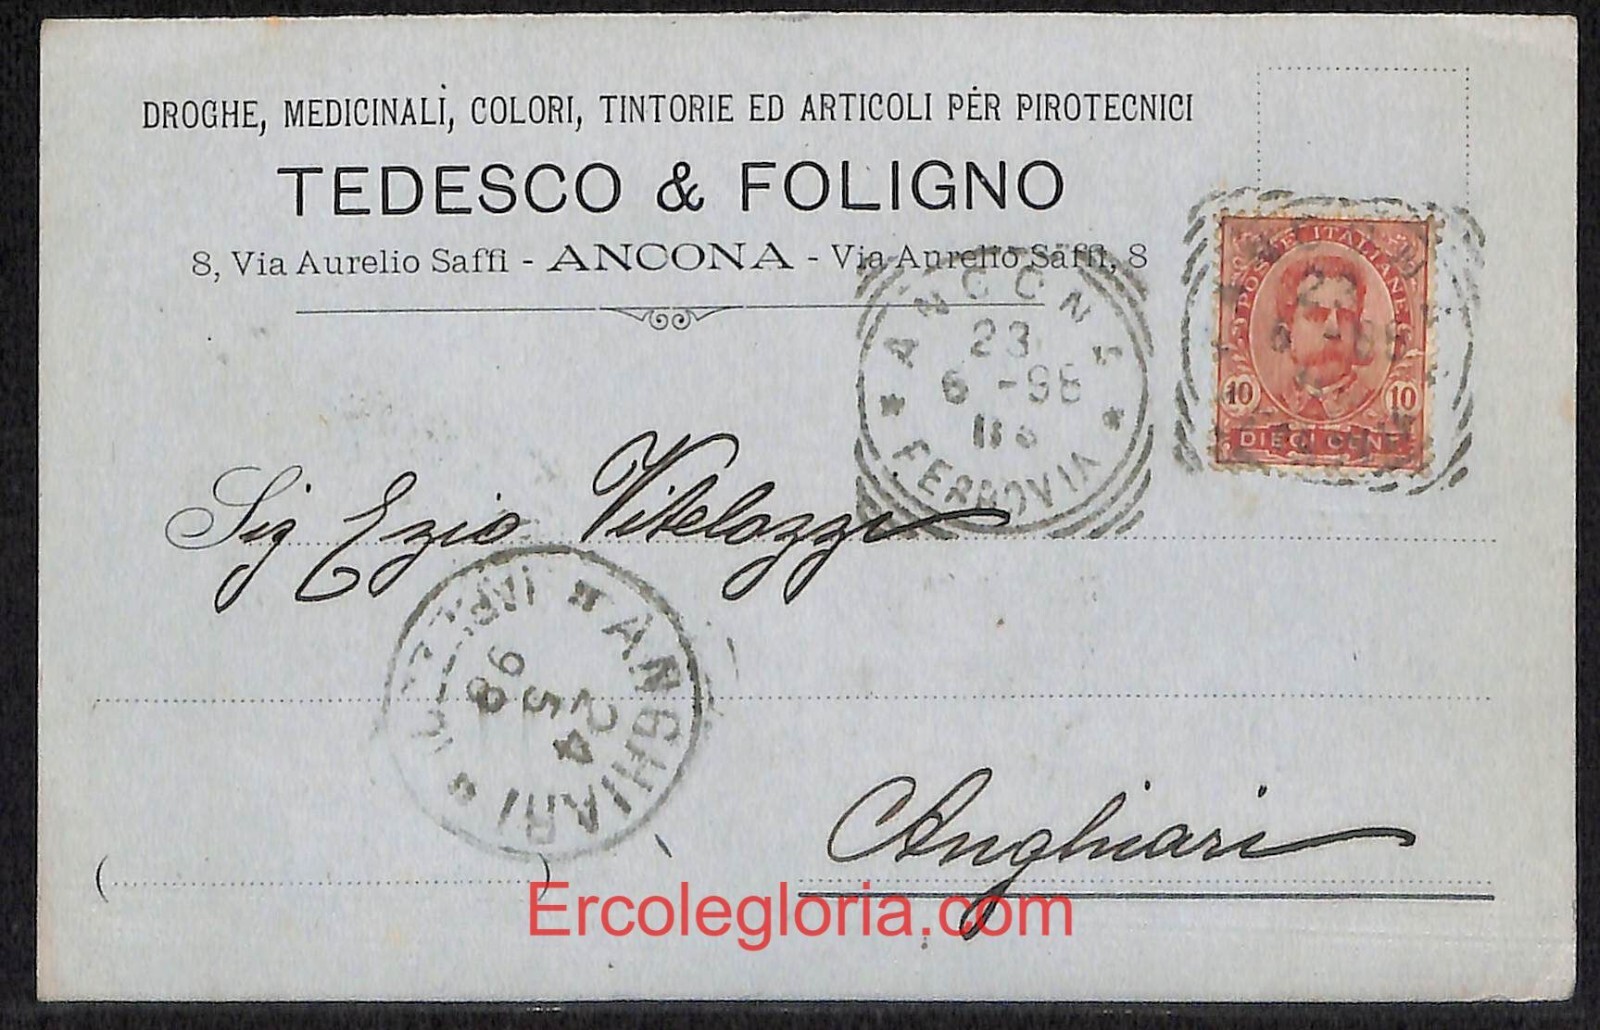 DROGHE, MEDICINALI, COLORI, TINTORIE ED ARTICOLI PER PIROTECNICI
TEDESCO & FOLIGNO
8, Via Aurelio Saffi - ANCONA - Via Aurelio Saffi, 8
POSTE ITALIANE
10 10
DIECI CENT
ANCONA
23
6 -98
FERROVIA
Sig Ezio Vitelozzi
ANGHIARI
24
98
Anghiari
Ercolegloria.com